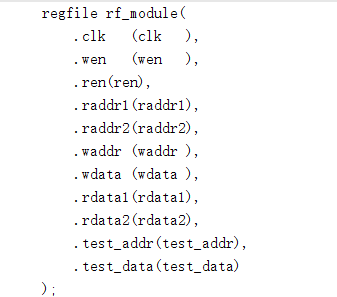 regfile rf_module(
.clk   (clk   ),
.wen   (wen   ),
.ren(ren),
.raddr1(raddr1),
.raddr2(raddr2),
.waddr (waddr ),
.wdata (wdata ),
.rdata1(rdata1),
.rdata2(rdata2),
.test_addr(test_addr),
.test_data(test_data)
);